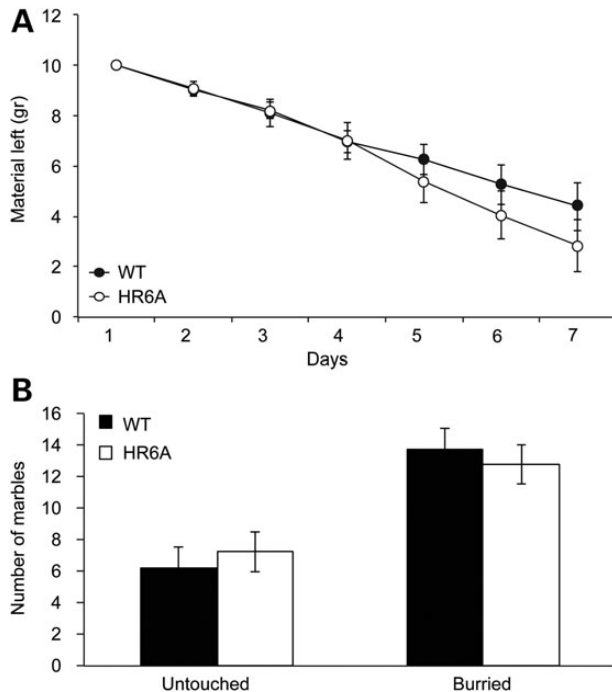 A
12
10
8
6
4
2
0
Material left (gr)
WT
HR6A
1 2 3 4 5 6 7
Days
B
16
14
12
10
8
6
4
2
0
Number of marbles
WT
HR6A
Untouched Burried